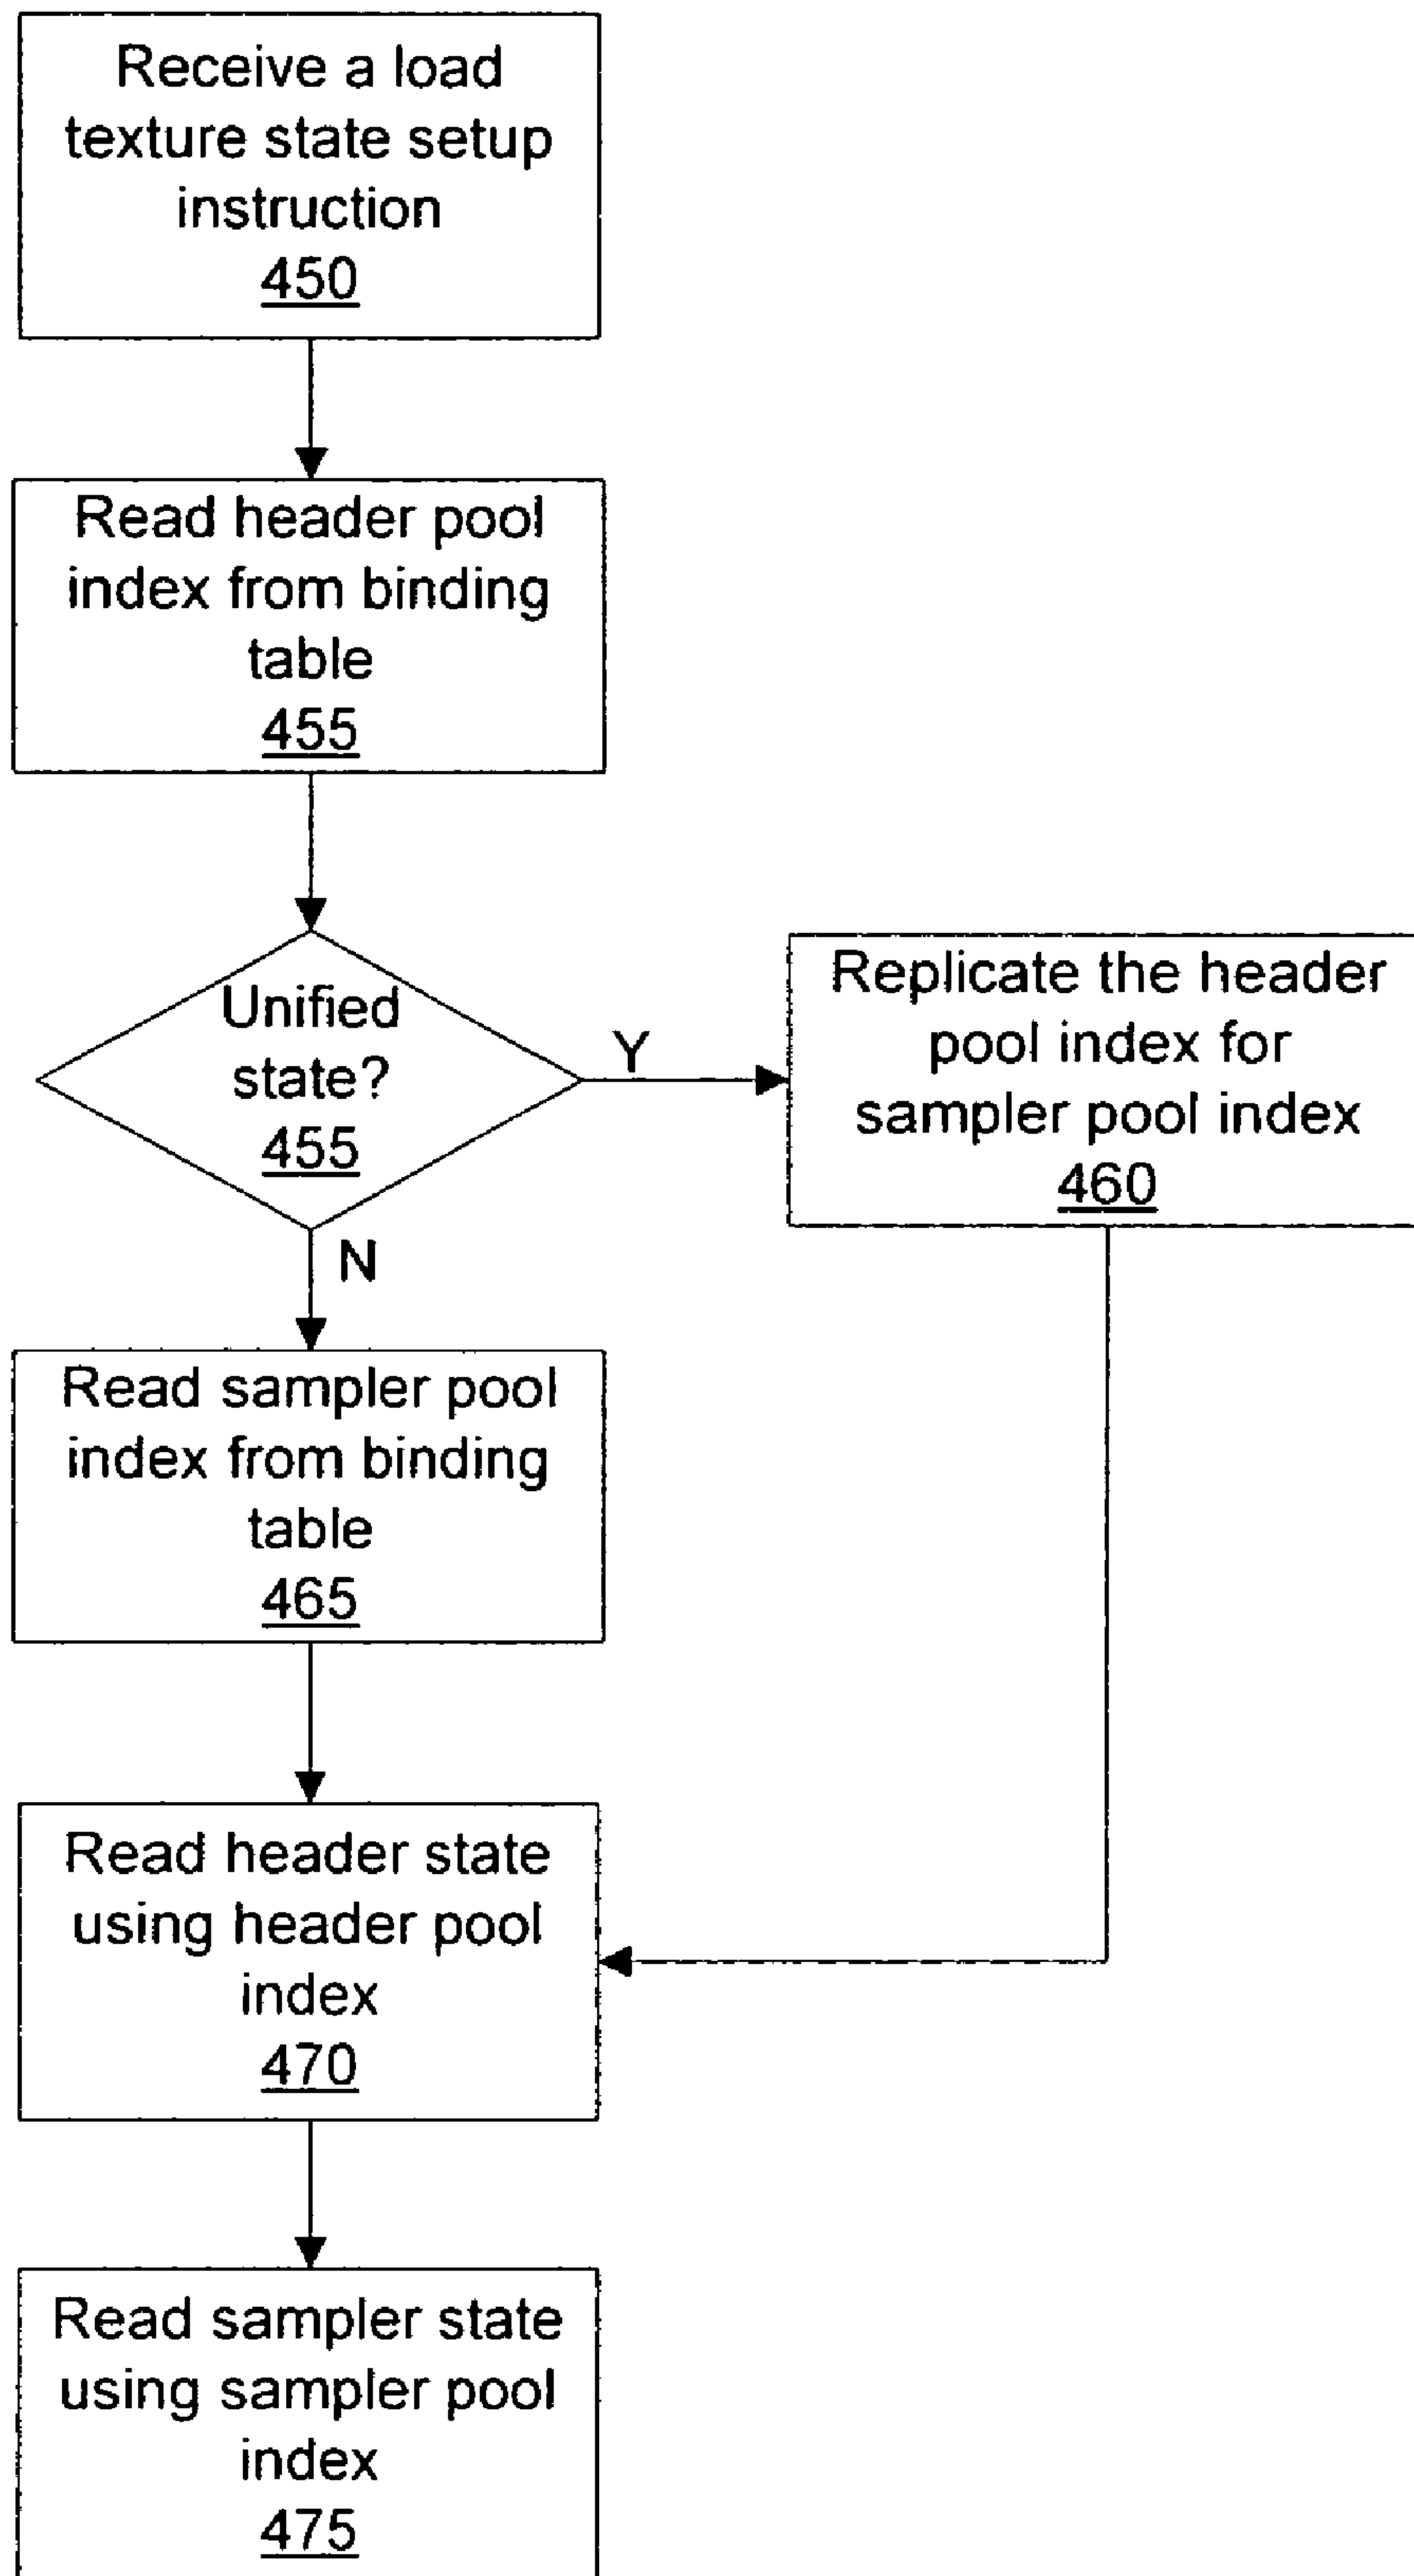 Receive a load
texture state setup
instruction
450
Read header pool
index from binding
table
455
Unified
state?
455
Y
Replicate the header
pool index for
sampler pool index
460
N
Read sampler pool
index from binding
table
465
Read header state
using header pool
index
470
Read sampler state
using sampler pool
index
475